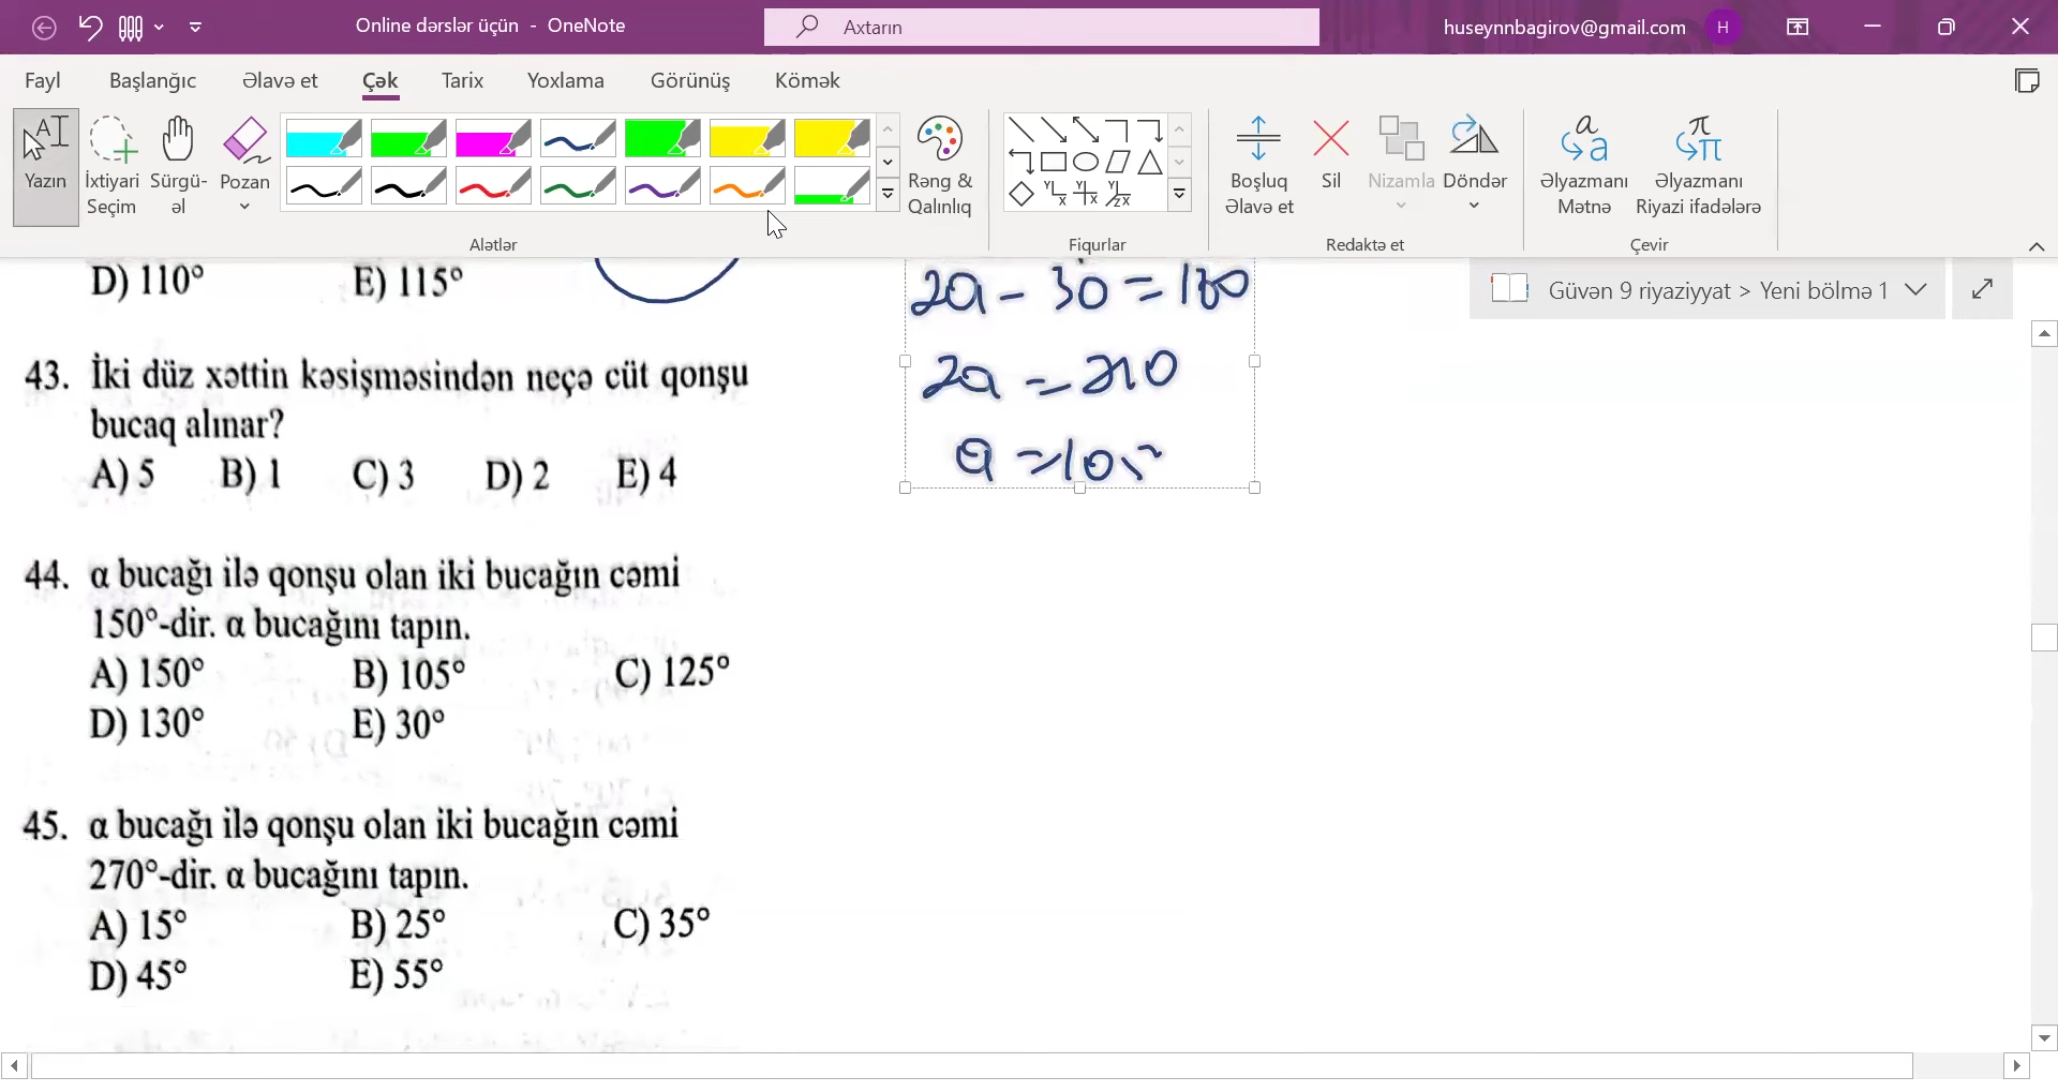 Online dərslər üçün - OneNote
Axtarın
huseynnbagirov@gmail.com H
Fayl Başlanğıc Əlavə et Çək Tarix Yoxlama Görünüş Kömək
Yazın
İxtiyari Seçim
Sürgü-əl
Pozan
Rəng & Qalınlıq
Boşluq Əlavə et
Sil
Nizamla
Döndər
Əlyazmanı Mətnə
Əlyazmanı Riyazi ifadələrə
Alətlər Fiqurlar Redaktə et Çevir
Güvən 9 riyaziyyat > Yeni bölmə 1
D) 110° E) 115°
2a - 30 = 180
2a = 210
a = 105
43. İki düz xəttin kəsişməsindən neçə cüt qonşu
bucaq alınar?
A) 5 B) 1 C) 3 D) 2 E) 4
44. α bucağı ilə qonşu olan iki bucağın cəmi
150°-dir. α bucağını tapın.
A) 150° B) 105° C) 125°
D) 130° E) 30°
45. α bucağı ilə qonşu olan iki bucağın cəmi
270°-dir. α bucağını tapın.
A) 15° B) 25° C) 35°
D) 45° E) 55°